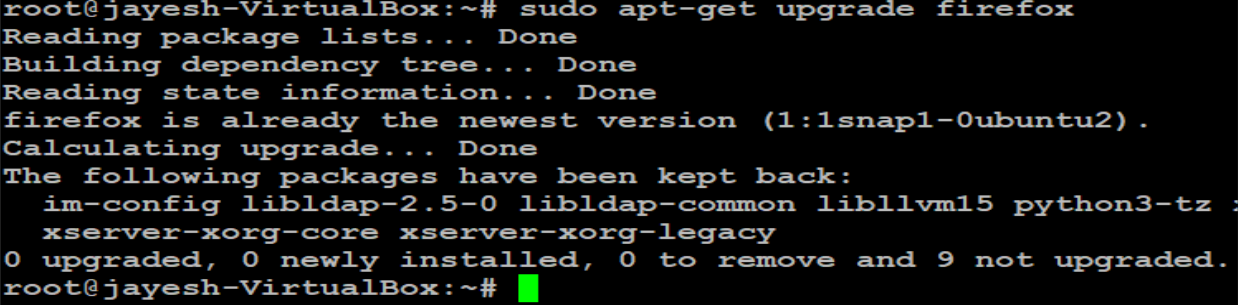 root@jayesh-VirtualBox:~# sudo apt-get upgrade firefox
Reading package lists... Done
Building dependency tree... Done
Reading state information... Done
firefox is already the newest version (1:1snap1-0ubuntu2).
Calculating upgrade... Done
The following packages have been kept back:
  im-config libldap-2.5-0 libldap-common libllvm15 python3-tz
  xserver-xorg-core xserver-xorg-legacy
0 upgraded, 0 newly installed, 0 to remove and 9 not upgraded.
root@jayesh-VirtualBox:~#